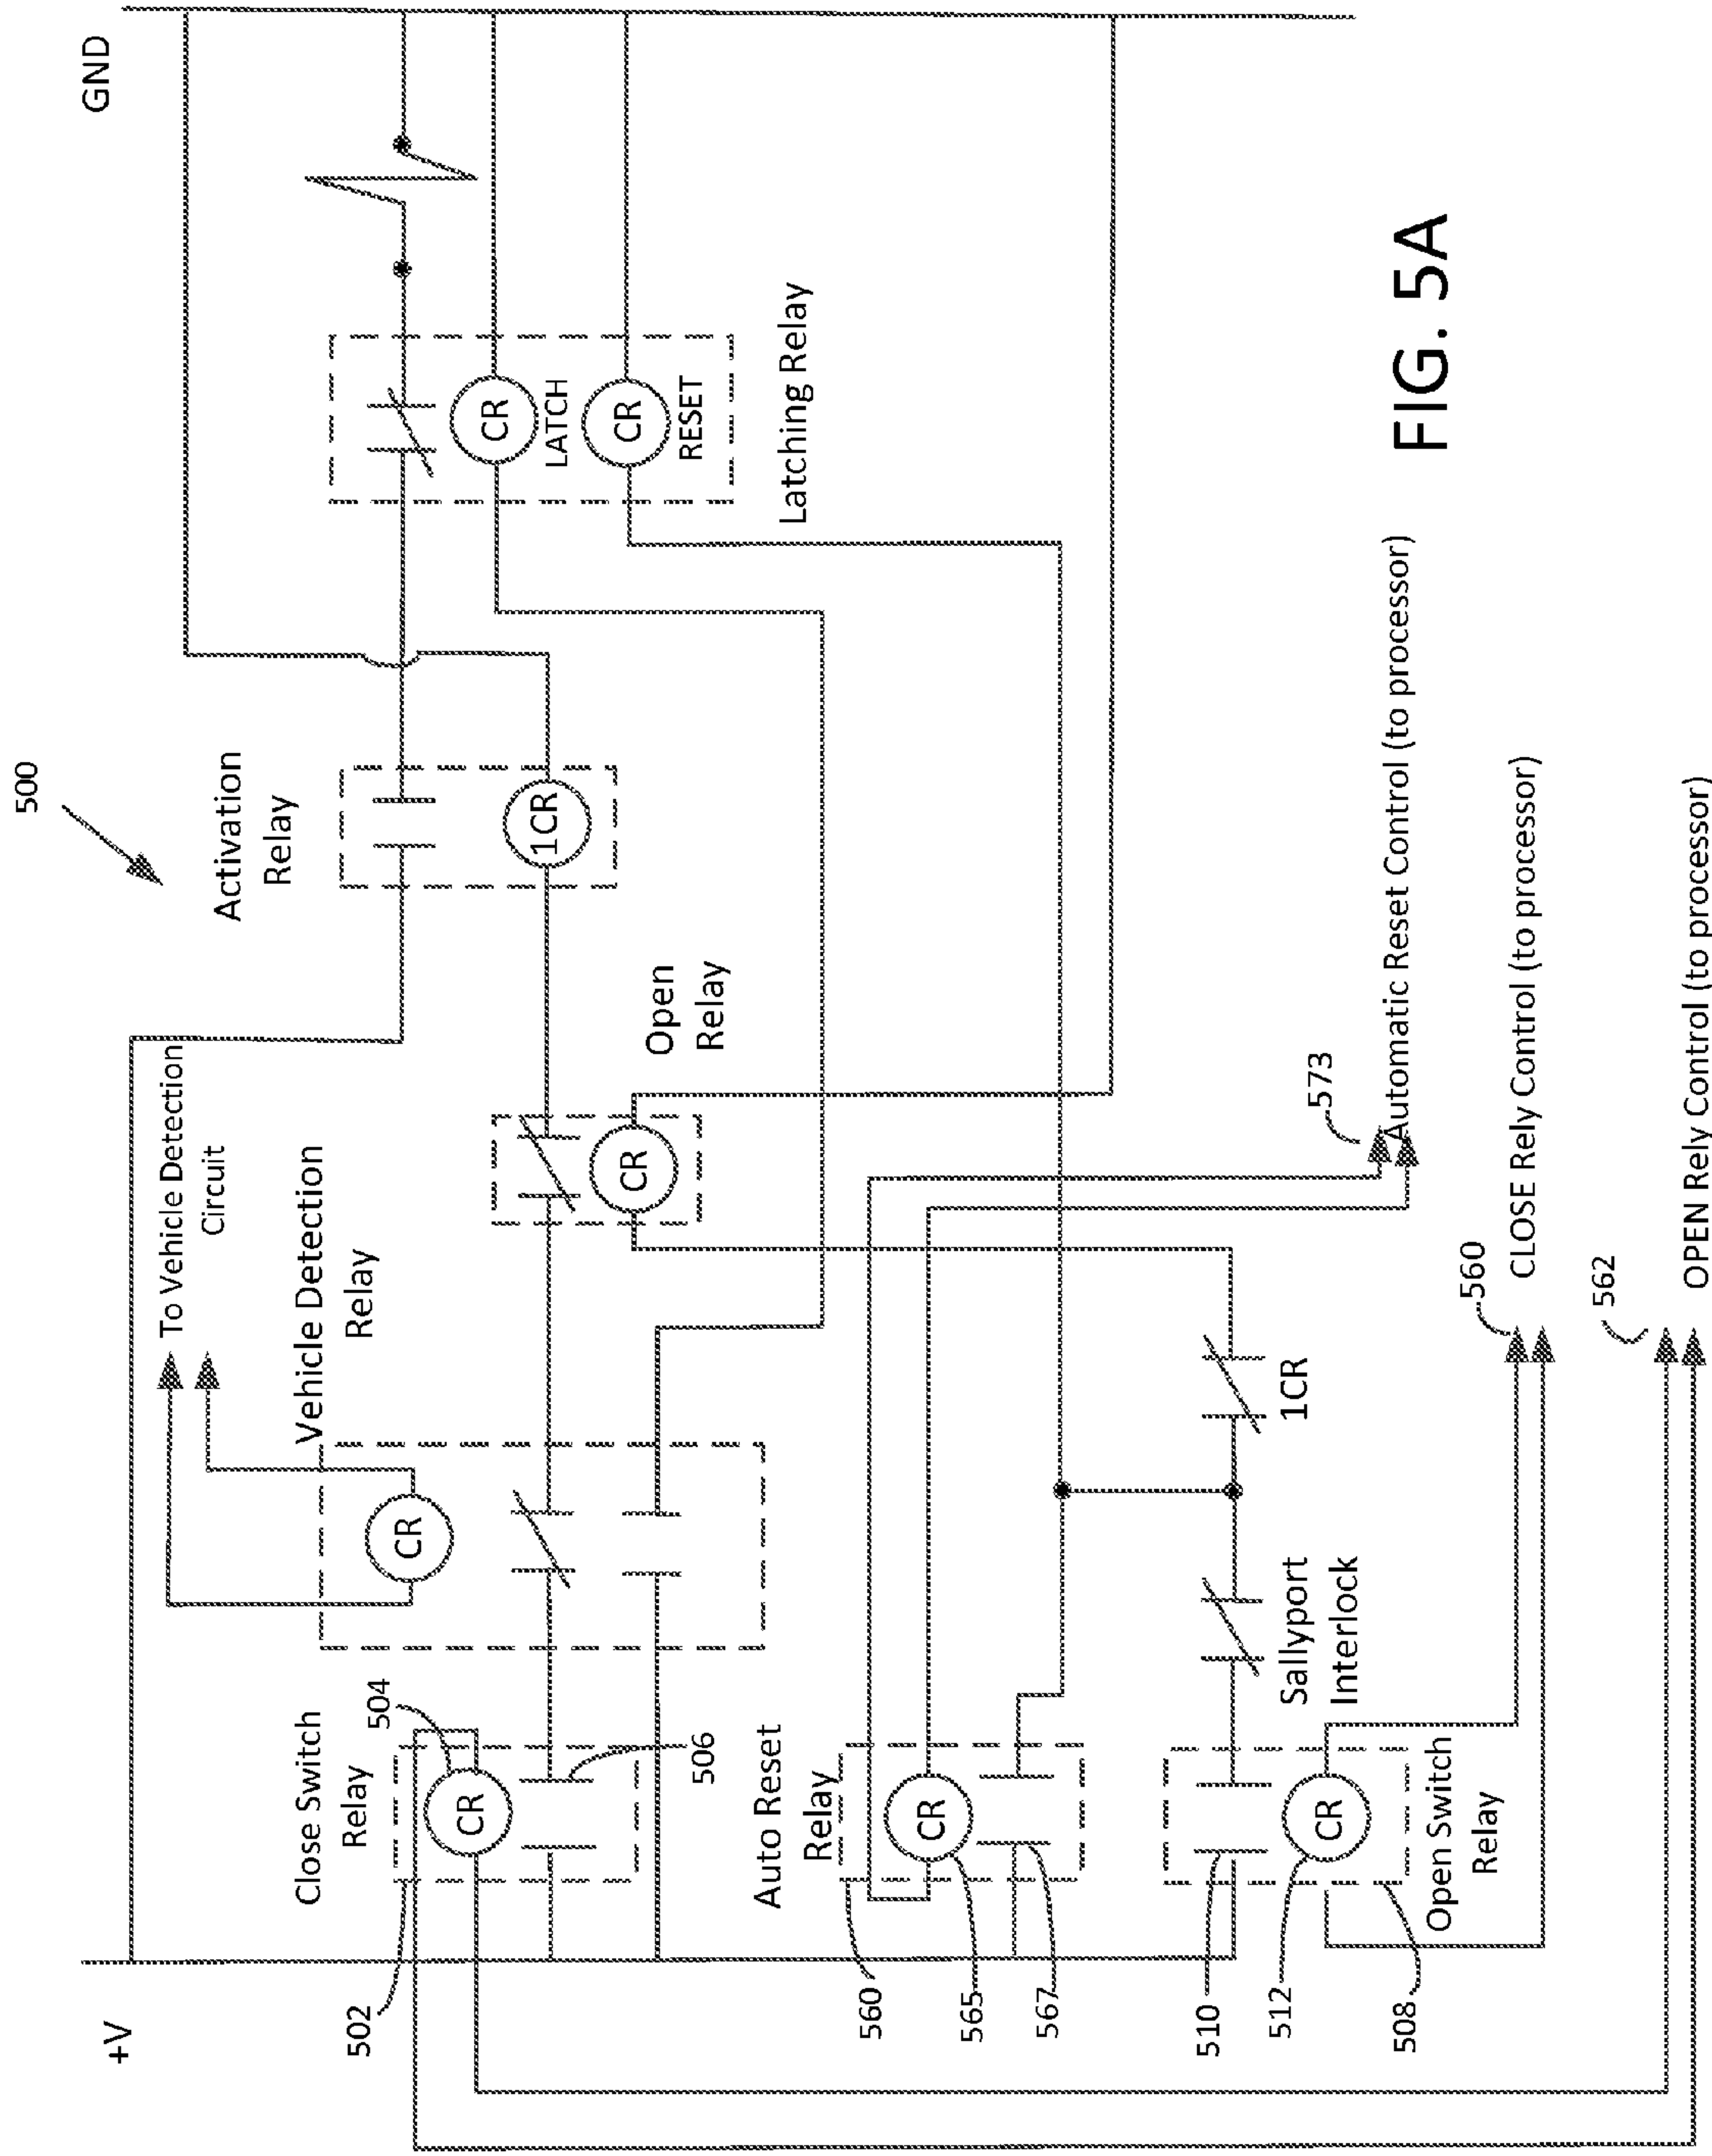 500
GND
+V
To Vehicle Detection
Circuit
Activation
Relay
Vehicle Detection
Relay
Close Switch
Relay
Open
Relay
Latching Relay
CR
LATCH
CR
RESET
1CR
CR
CR
CR
504
506
502
Auto Reset
Relay
CR
560
565
567
Sallyport
Interlock
1CR
510
512
508
CR
Open Switch
Relay
573
Automatic Reset Control (to processor)
560
CLOSE Rely Control (to processor)
562
OPEN Rely Control (to processor)
FIG. 5A